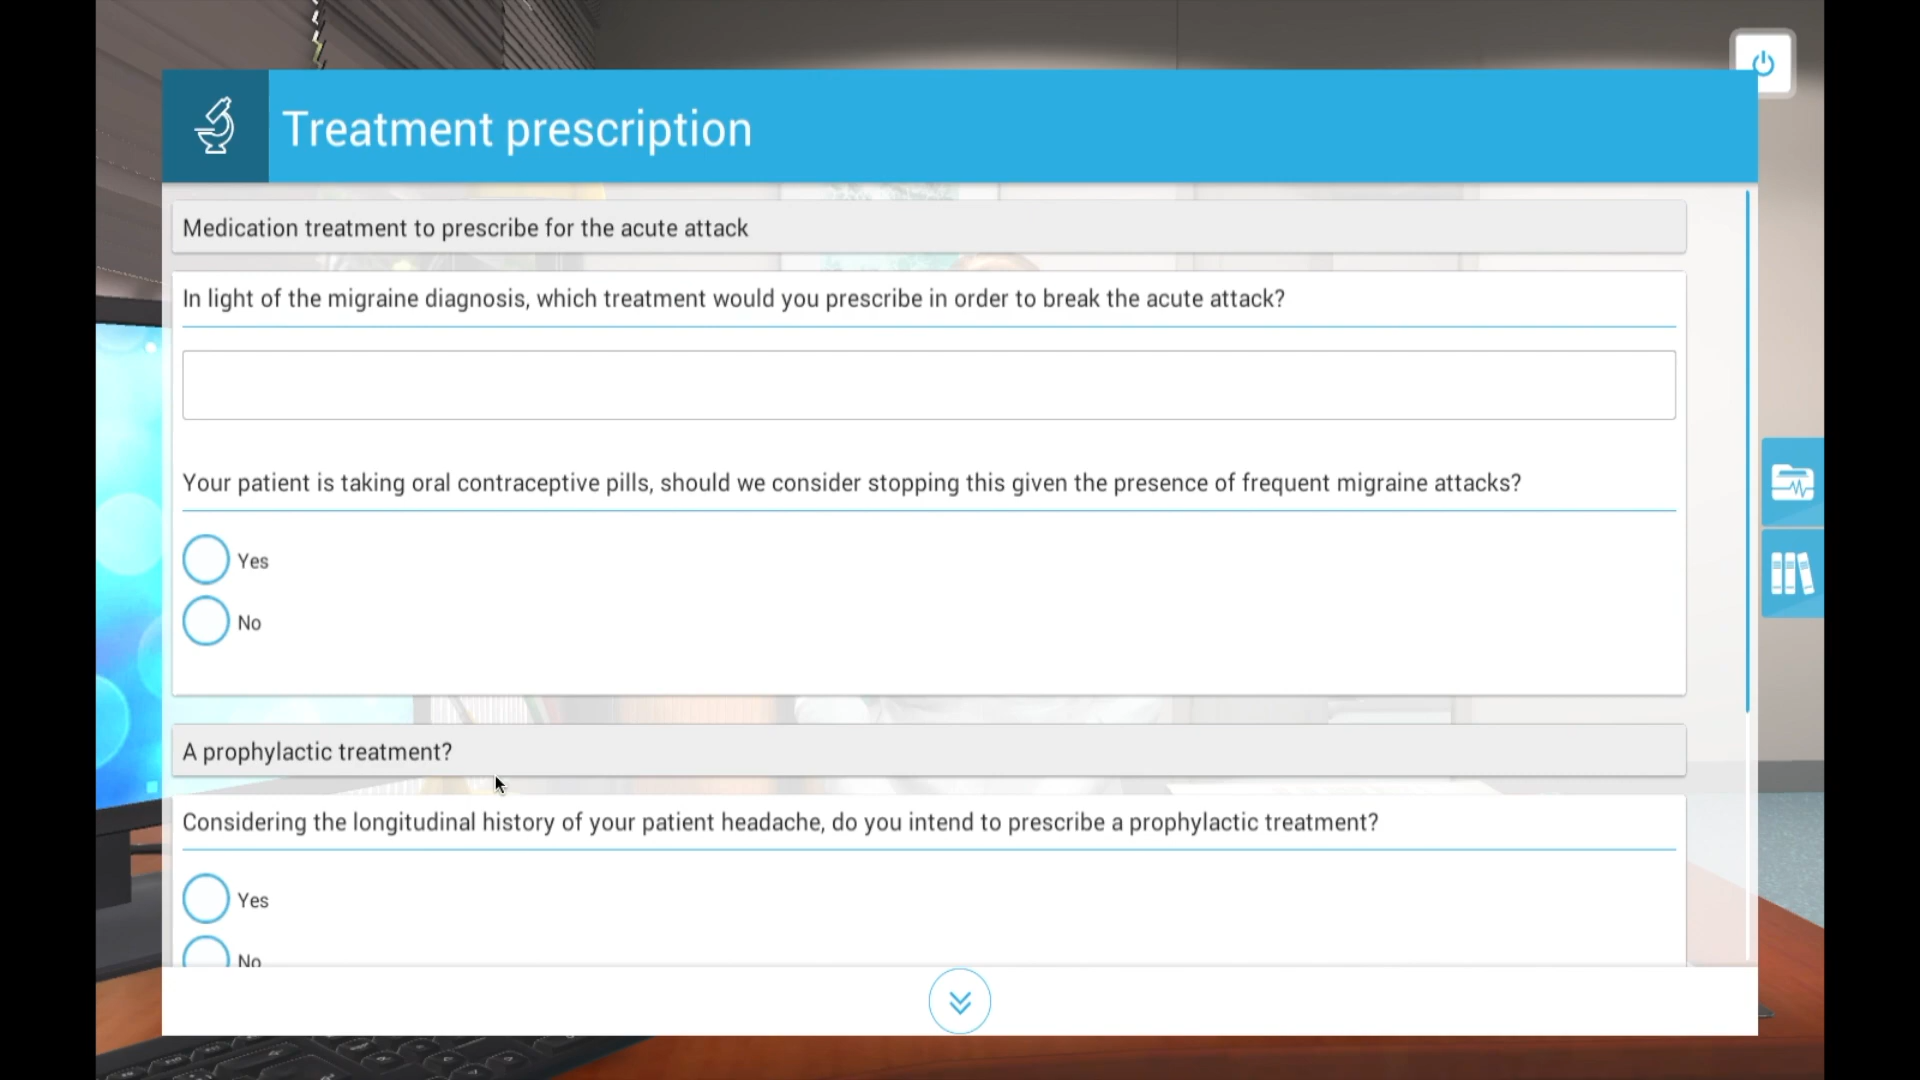 Treatment prescription
Medication treatment to prescribe for the acute attack
In light of the migraine diagnosis, which treatment would you prescribe in order to break the acute attack?
Your patient is taking oral contraceptive pills, should we consider stopping this given the presence of frequent migraine attacks?
Yes
No
A prophylactic treatment?
Considering the longitudinal history of your patient headache, do you intend to prescribe a prophylactic treatment?
Yes
No